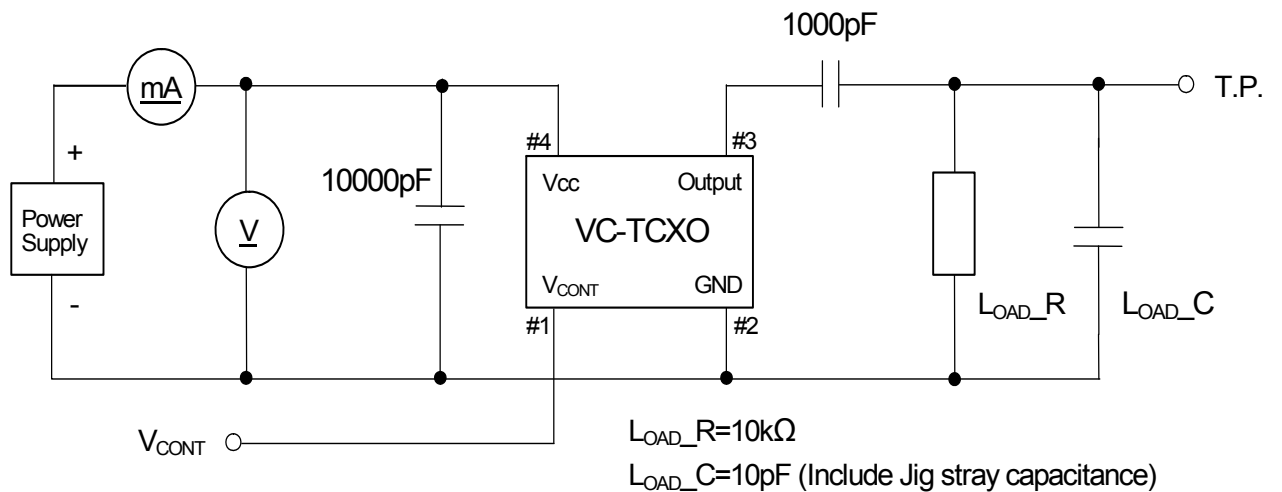 1000pF
mA
T.P.
#4
#3
+
10000pF
Vcc
Output
Power
Supply
V
VC-TCXO
-
VCONT
GND
#1
#2
LOAD_R
LOAD_C
VCONT
LOAD_R=10kΩ
LOAD_C=10pF (Include Jig stray capacitance)